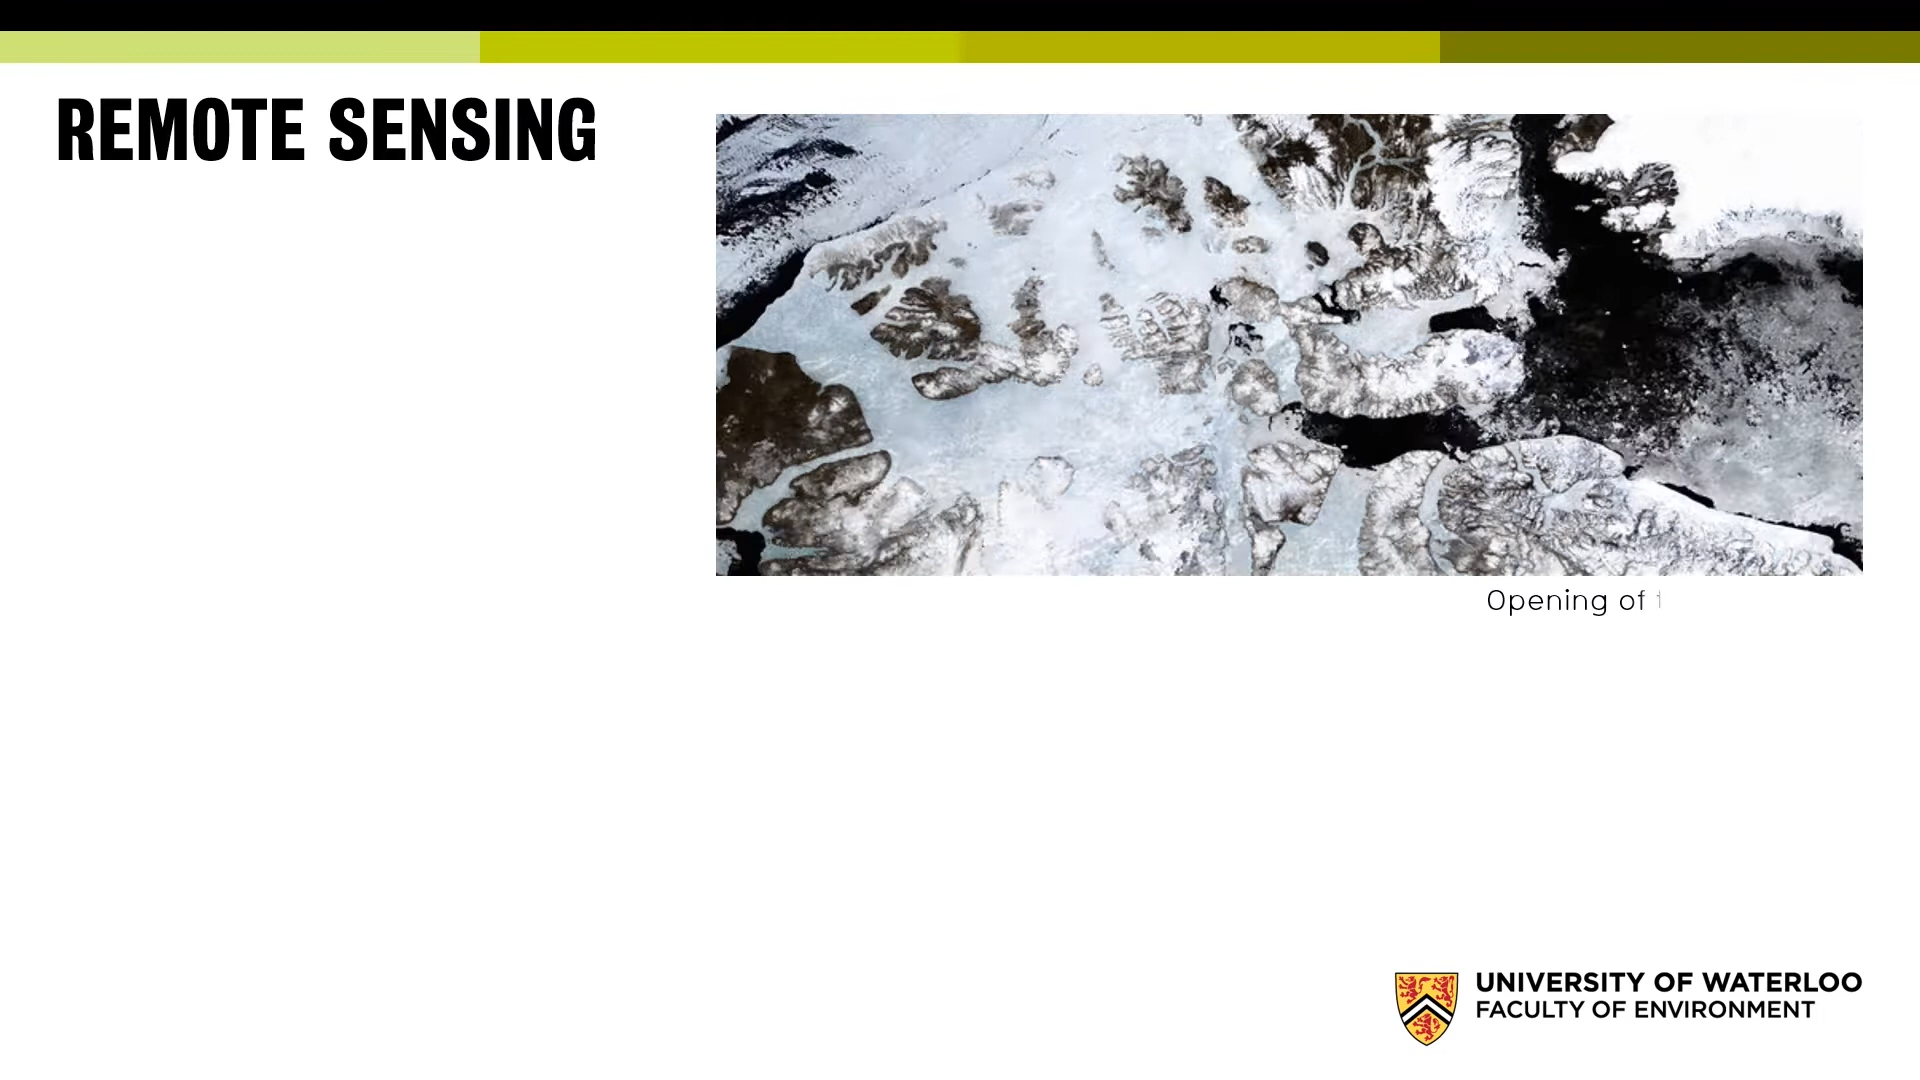 REMOTE SENSING
Opening of
UNIVERSITY OF WATERLOO
FACULTY OF ENVIRONMENT